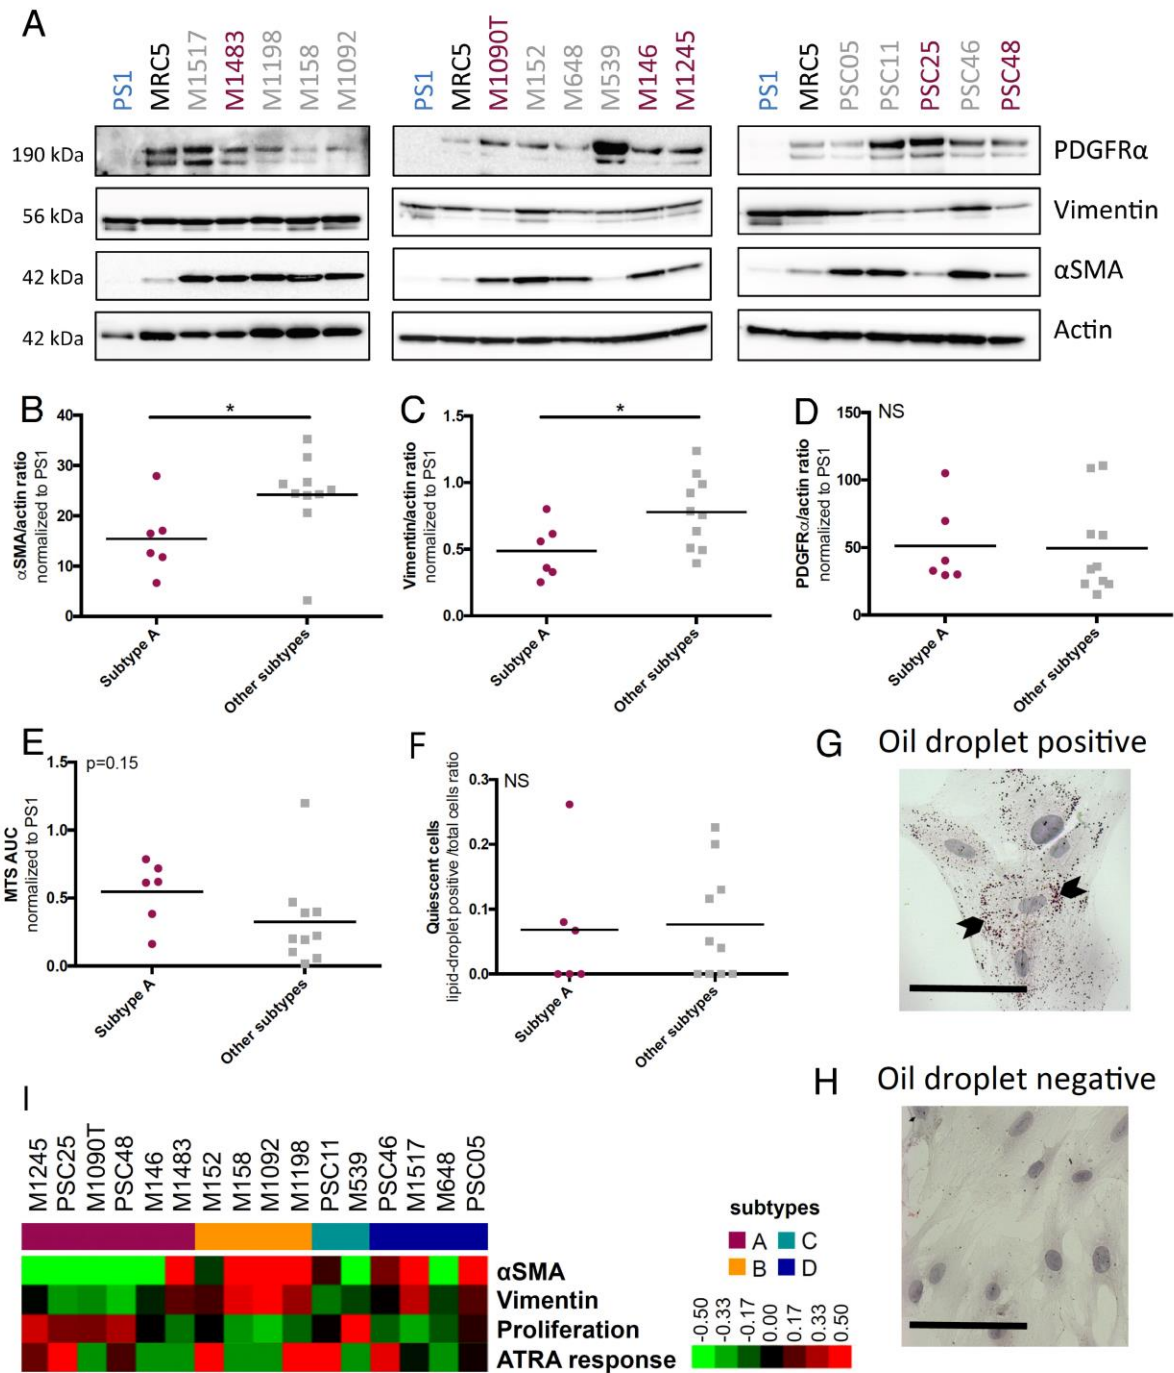 A
PS1 MRC5 M1517 M1483 M1198 M158 M1092
PS1 MRC5 M1090T M152 M648 M539 M146 M1245
PS1 MRC5 PSC05 PSC11 PSC25 PSC46 PSC48
190 kDa PDGFRα
56 kDa Vimentin
42 kDa αSMA
42 kDa Actin
B
αSMA/actin ratio
normalized to PS1
40
30
20
10
0
*
Subtype A
Other subtypes
C
Vimentin/actin ratio
normalized to PS1
1.5
1.0
0.5
0.0
*
Subtype A
Other subtypes
D
PDGFRα/actin ratio
normalized to PS1
150
100
50
0
NS
Subtype A
Other subtypes
E
MTS AUC
normalized to PS1
1.5
1.0
0.5
0.0
p=0.15
Subtype A
Other subtypes
F
Quiescent cells
lipid-droplet positive /total cells ratio
0.3
0.2
0.1
0.0
NS
Subtype A
Other subtypes
G Oil droplet positive
H Oil droplet negative
I
M1245 PSC25 M1090T PSC48 M146 M1483 M152 M158 M1092 M1198 PSC11 M539 PSC46 M1517 M648 PSC05
αSMA
Vimentin
Proliferation
ATRA response
subtypes
A C
B D
-0.50 -0.33 -0.17 0.00 0.17 0.33 0.50